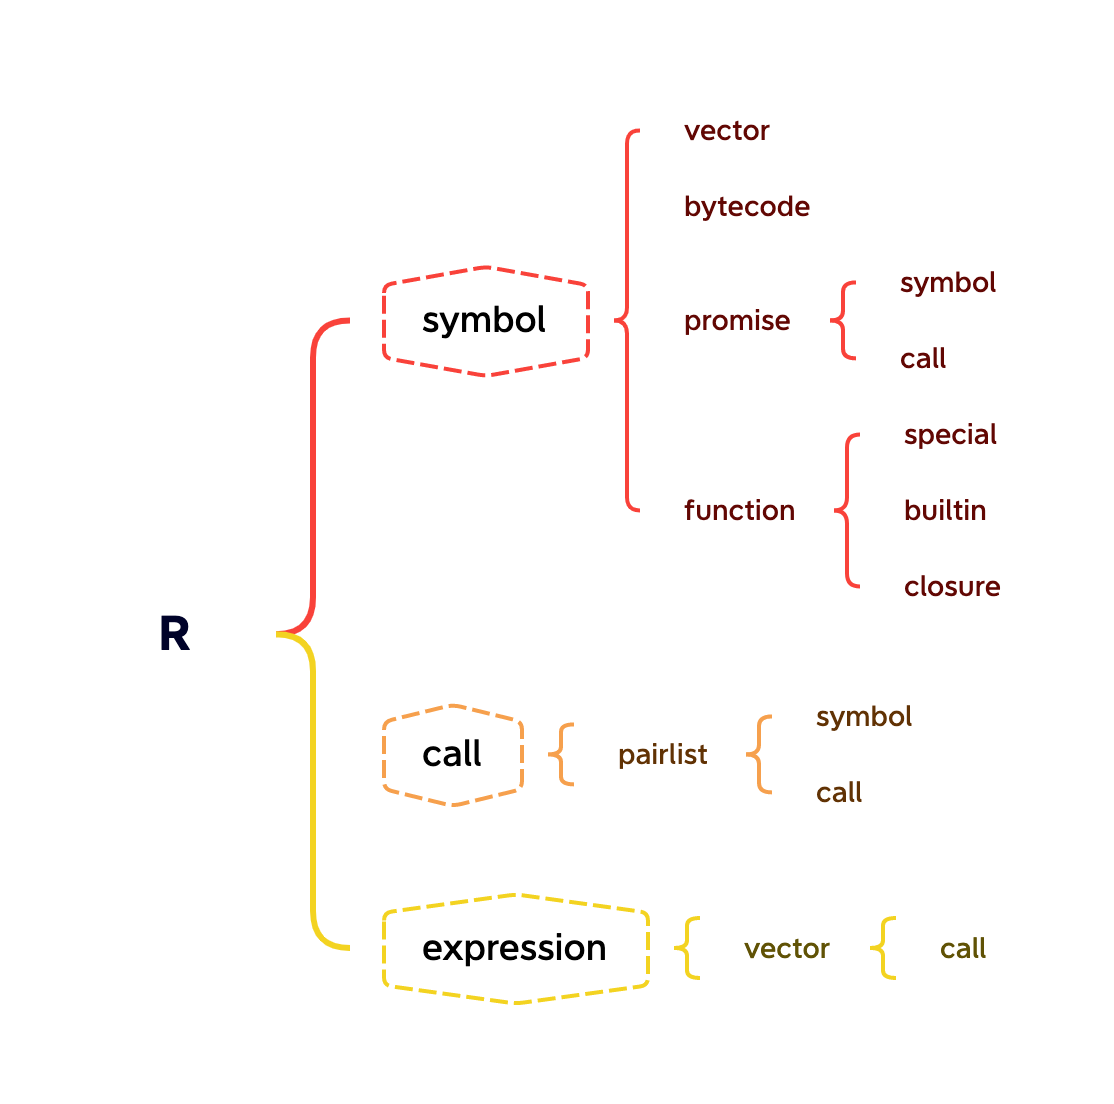 R
symbol
vector
bytecode
promise
symbol
call
function
special
builtin
closure
call
pairlist
symbol
call
expression
vector
call